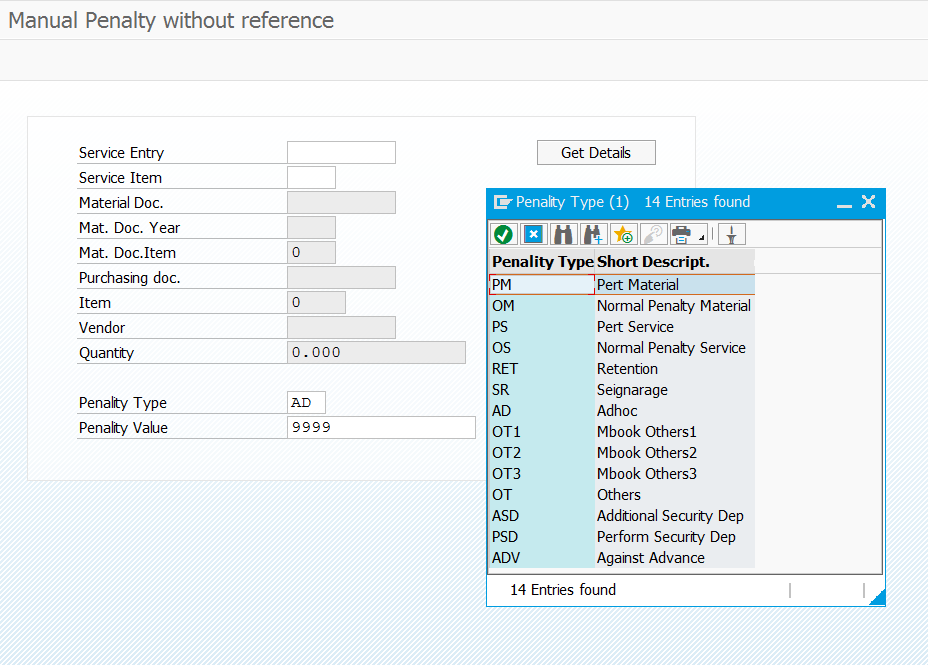 Manual Penalty without reference
Service Entry
Get Details
Service Item
Material Doc.
Mat. Doc. Year
Mat. Doc.Item 0
Purchasing doc.
Item 0
Vendor
Quantity 0.000
Penality Type AD
Penality Value 9999
Penality Type (1) 14 Entries found
Penality Type Short Descript.
PM Pert Material
OM Normal Penalty Material
PS Pert Service
OS Normal Penalty Service
RET Retention
SR Seignarage
AD Adhoc
OT1 Mbook Others1
OT2 Mbook Others2
OT3 Mbook Others3
OT Others
ASD Additional Security Dep
PSD Perform Security Dep
ADV Against Advance
14 Entries found